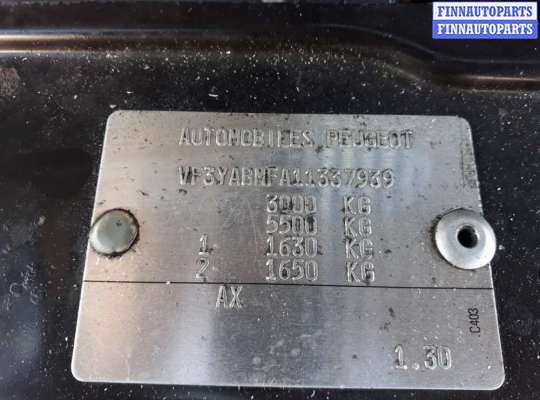 FINNAUTOPARTS
FINNAUTOPARTS
AUTOMOBILES PEUGEOT
VF3YABMFA11337939
3000 KG
5500 KG
1 1630 KG
2 1650 KG
AX
C403
1.30